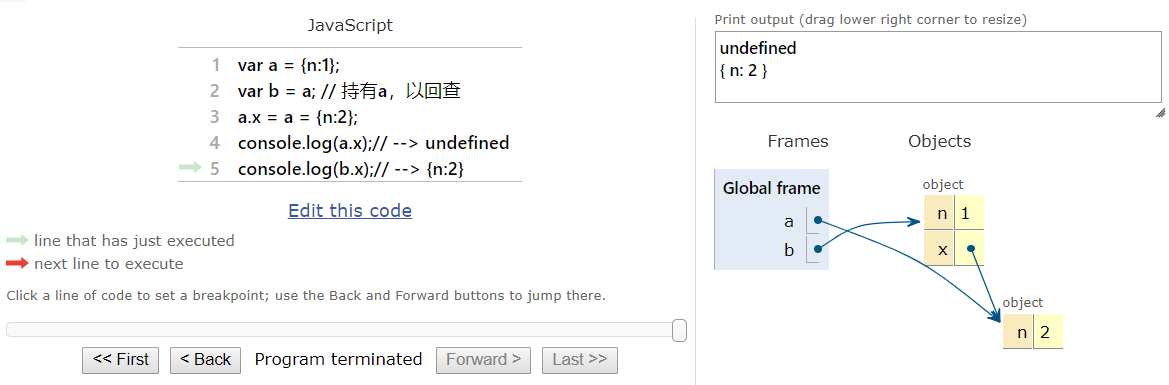 JavaScript
1 var a = {n:1};
2 var b = a; // 持有a，以回查
3 a.x = a = {n:2};
4 console.log(a.x);// --> undefined
5 console.log(b.x);// --> {n:2}
Edit this code
line that has just executed
next line to execute
Click a line of code to set a breakpoint; use the Back and Forward buttons to jump there.
<< First < Back Program terminated Forward > Last >>
Print output (drag lower right corner to resize)
undefined
{ n: 2 }
Frames Objects
Global frame
a
b
object
n 1
x
object
n 2